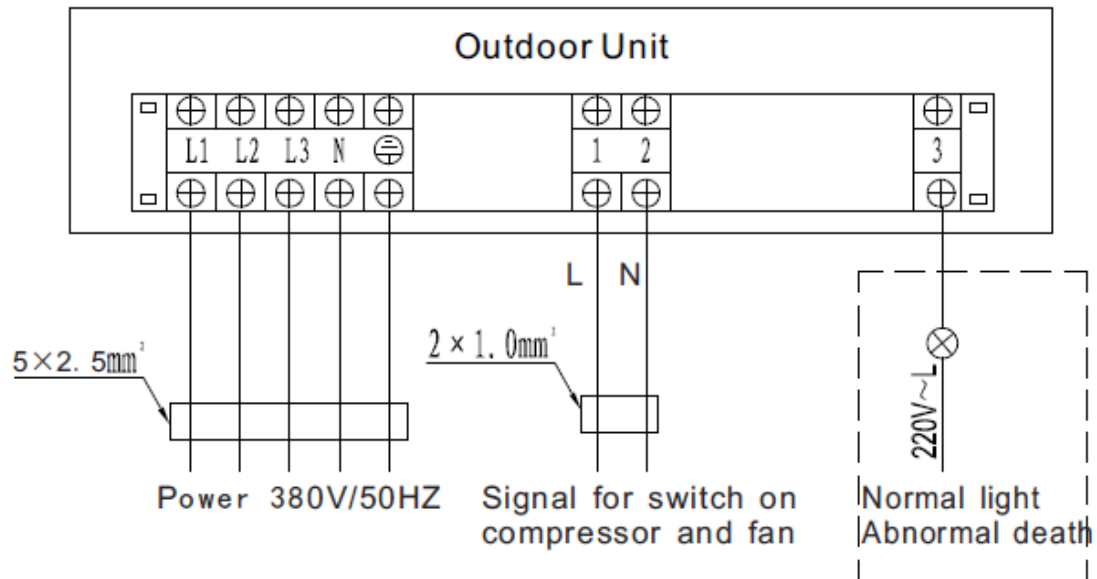 Outdoor Unit
L1 L2 L3 N 1 2 3
L N
5×2.5mm²
2×1.0mm²
220V~L
Power 380V/50HZ
Signal for switch on
compressor and fan
Normal light
Abnormal death